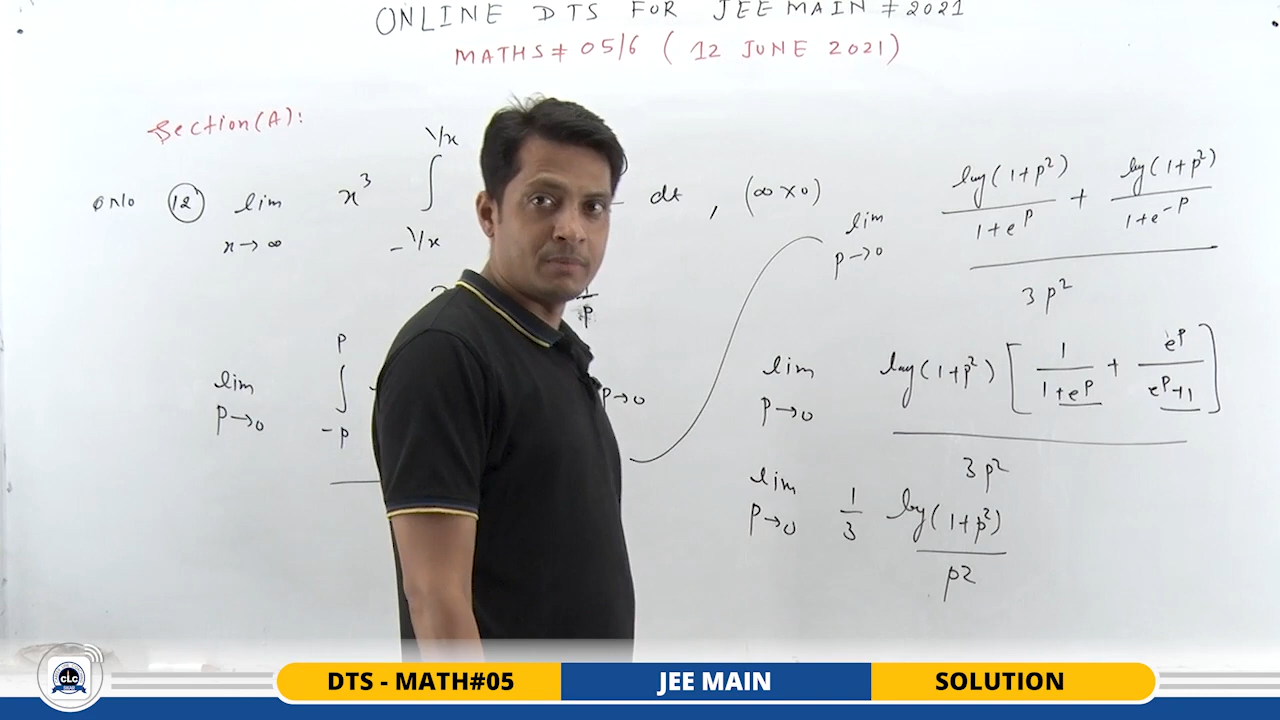 ONLINE DTS FOR JEE MAIN # 2021
MATHS # 05/6 ( 12 JUNE 2021 )
Section (A):
Q No (12) lim x→∞ x³ ∫ -1/x 1/x dt , (∞×0)
1/p
lim p→0 ∫ -p p
p→0
lim p→0 log(1+p²)/(1+e^p) + log(1+p²)/(1+e^-p)
3p²
lim p→0 log(1+p²) [ 1/(1+e^p) + e^p/(e^p+1) ]
3p²
lim p→0 1/3 log(1+p²)/p²
CLC
SIKAR
DTS - MATH#05
JEE MAIN
SOLUTION